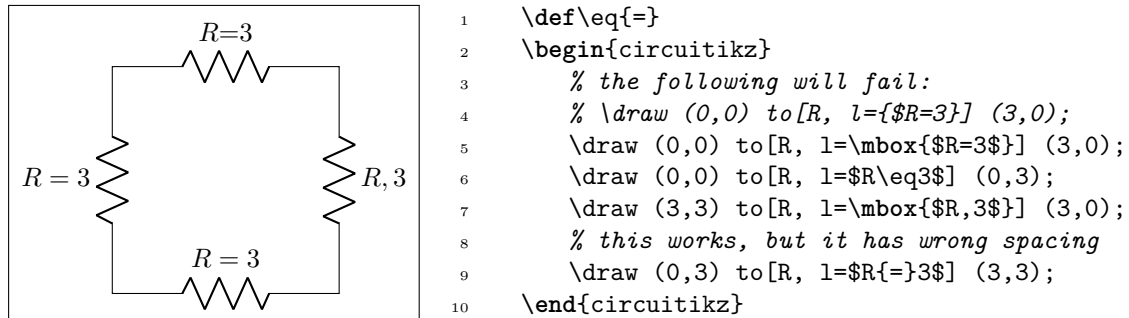 R=3
R = 3
R, 3
R = 3
1 \def\eq{=}
2 \begin{circuitikz}
3 % the following will fail:
4 % \draw (0,0) to[R, l={$R=3}] (3,0);
5 \draw (0,0) to[R, l=\mbox{$R=3$}] (3,0);
6 \draw (0,0) to[R, l=$R\eq3$] (0,3);
7 \draw (3,3) to[R, l=\mbox{$R,3$}] (3,0);
8 % this works, but it has wrong spacing
9 \draw (0,3) to[R, l=$R{=}3$] (3,3);
10 \end{circuitikz}